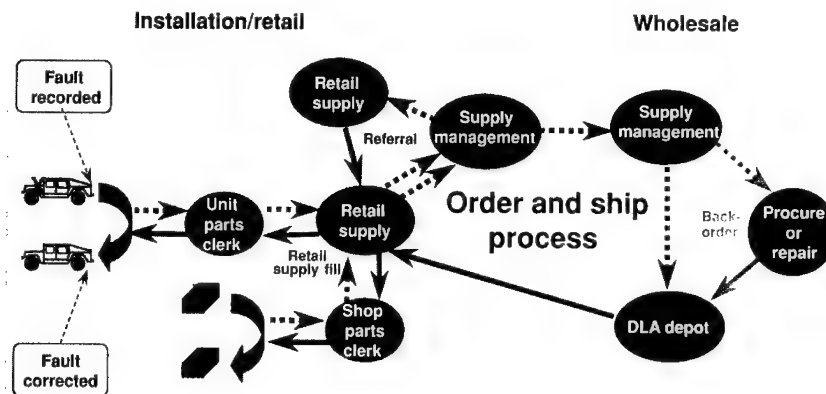 Installation/retail
Wholesale
Fault
recorded
Retail
supply
Referral
Supply
management
Supply
management
Unit
parts
clerk
Retail
supply
Order and ship
process
Back-
order
Procure
or
repair
Retail
supply fill
Shop
parts
clerk
DLA depot
Fault
corrected